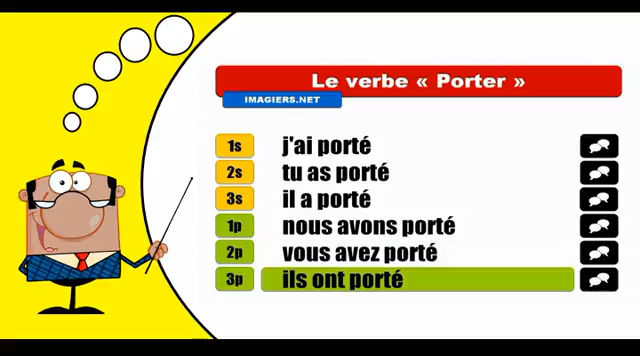 Le verbe « Porter »
IMAGIERS.NET
1s j'ai porté
2s tu as porté
3s il a porté
1p nous avons porté
2p vous avez porté
3p ils ont porté